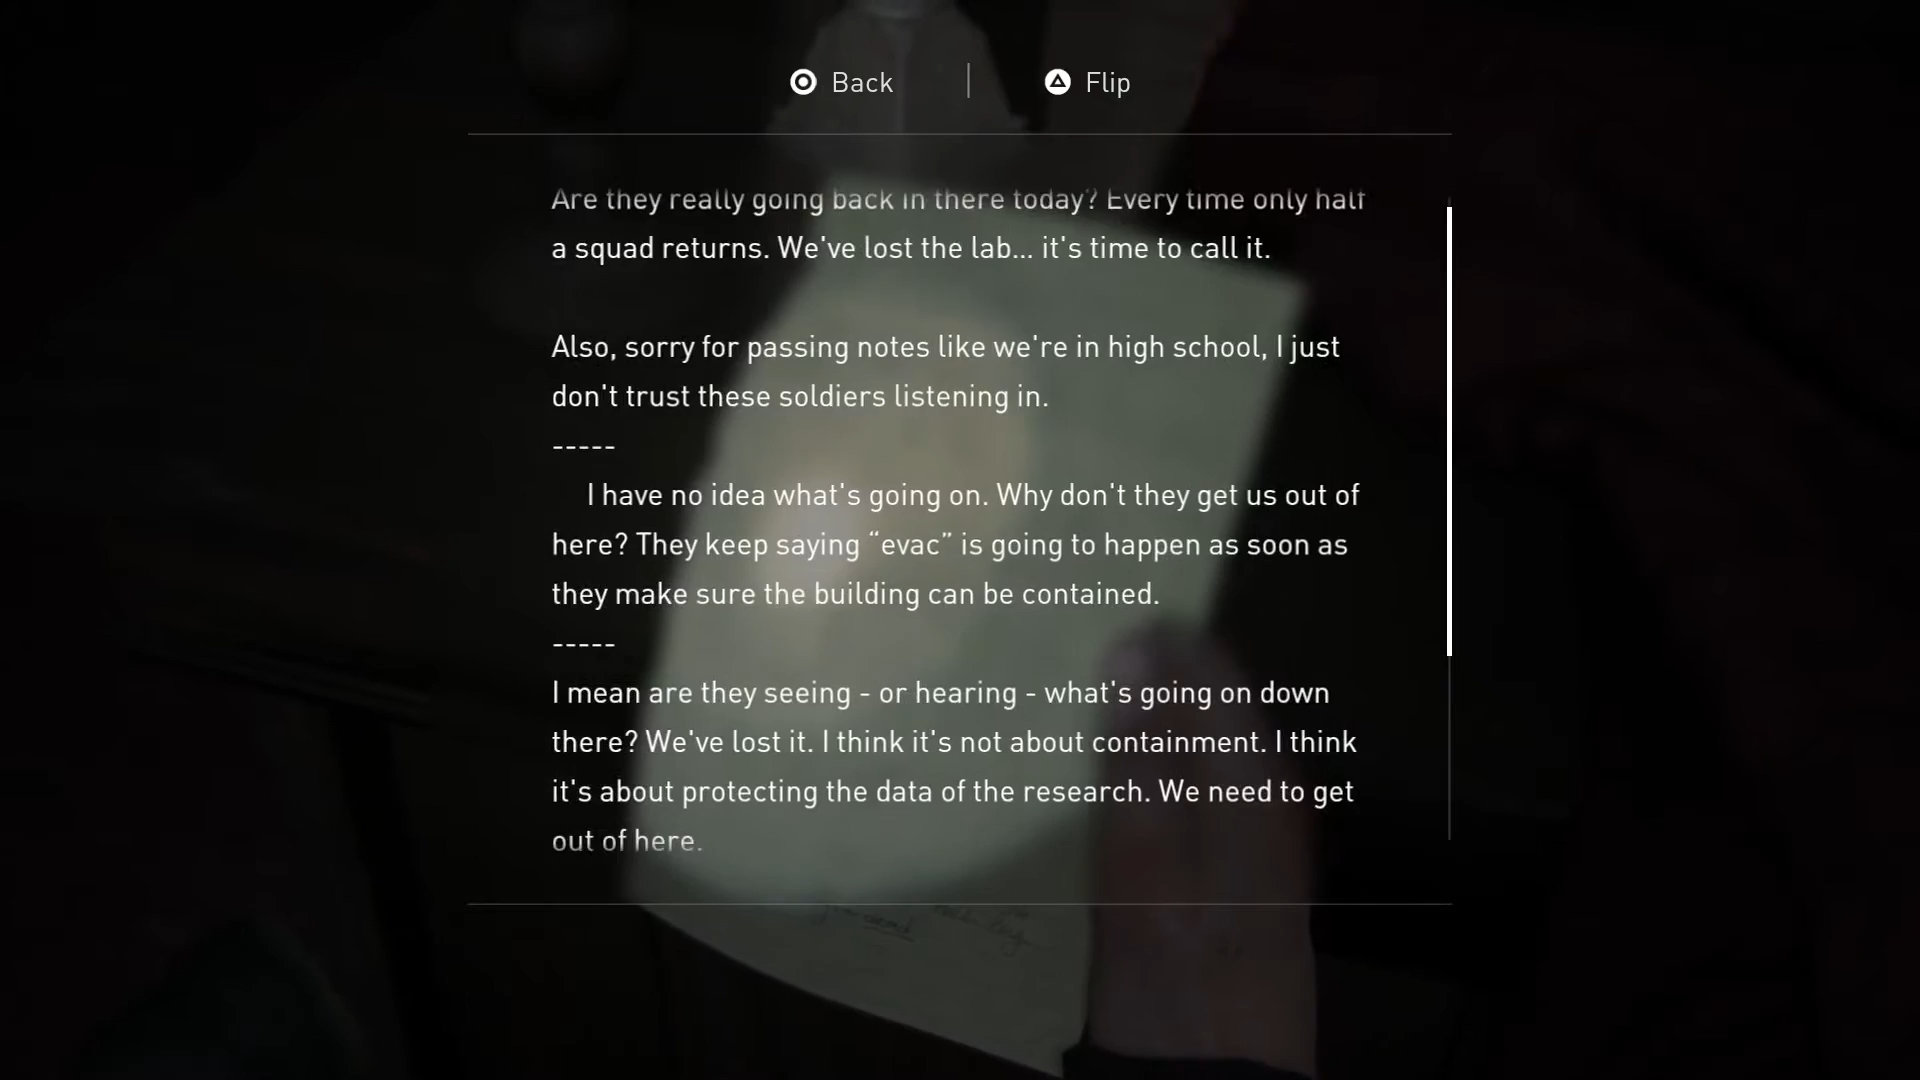 Back | Flip
Are they really going back in there today? Every time only half
a squad returns. We've lost the lab... it's time to call it.
Also, sorry for passing notes like we're in high school, I just
don't trust these soldiers listening in.
-----
I have no idea what's going on. Why don't they get us out of
here? They keep saying “evac” is going to happen as soon as
they make sure the building can be contained.
-----
I mean are they seeing - or hearing - what's going on down
there? We've lost it. I think it's not about containment. I think
it's about protecting the data of the research. We need to get
out of here.